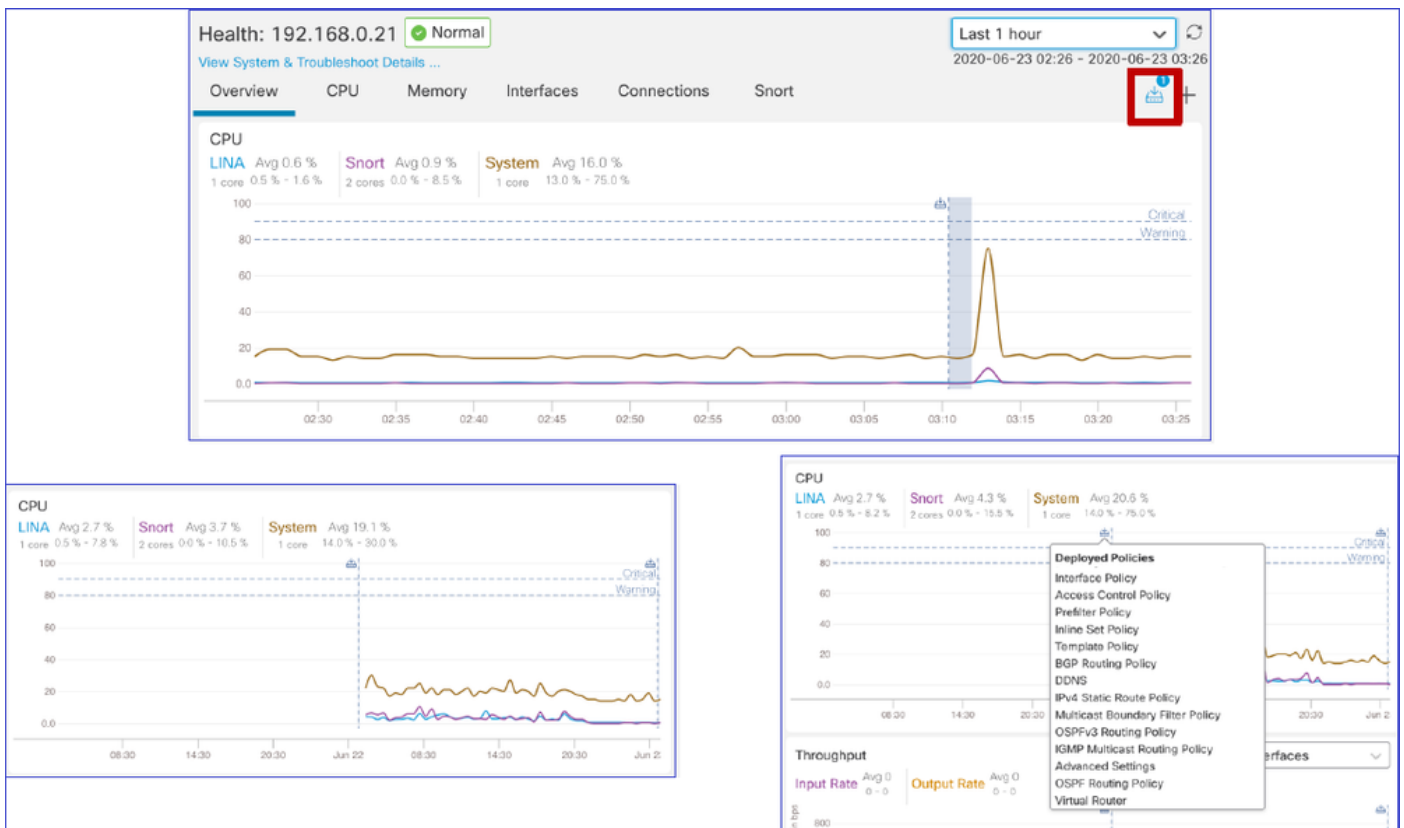 Health: 192.168.0.21 Normal
Last 1 hour
View System & Troubleshoot Details ...
2020-06-23 02:26 - 2020-06-23 03:26
Overview CPU Memory Interfaces Connections Snort
1
+
CPU
LINA Avg 0.6 % Snort Avg 0.9 % System Avg 16.0 %
1 core 0.5 % - 1.6 % 2 cores 0.0 % - 8.5 % 1 core 13.0 % - 75.0 %
100
Critical
Warning
80
60
40
20
0.0
02:30 02:35 02:40 02:45 02:50 02:55 03:00 03:05 03:10 03:15 03:20 03:25
CPU
LINA Avg 2.7 % Snort Avg 3.7 % System Avg 19.1 %
1 core 0.5 % - 7.8 % 2 cores 0.0 % - 10.5 % 1 core 14.0 % - 30.0 %
100
Critical
Warning
80
60
40
20
0.0
08:30 14:30 20:30 Jun 22 08:30 14:30 20:30 Jun 2
CPU
LINA Avg 2.7 % Snort Avg 4.3 % System Avg 20.6 %
1 core 0.5 % - 8.2 % 2 cores 0.0 % - 15.5 % 1 core 14.0 % - 75.0 %
100
Critical
Warning
80
60
40
20
0.0
08:30 14:30 20:30 20:30 Jun 2
Deployed Policies
Interface Policy
Access Control Policy
Prefilter Policy
Inline Set Policy
Template Policy
BGP Routing Policy
DDNS
IPv4 Static Route Policy
Multicast Boundary Filter Policy
OSPFv3 Routing Policy
IGMP Multicast Routing Policy
Advanced Settings
OSPF Routing Policy
Virtual Router
Throughput
erfaces
Input Rate Avg 0 Output Rate Avg 0
0 - 0 0 - 0
n bps
800